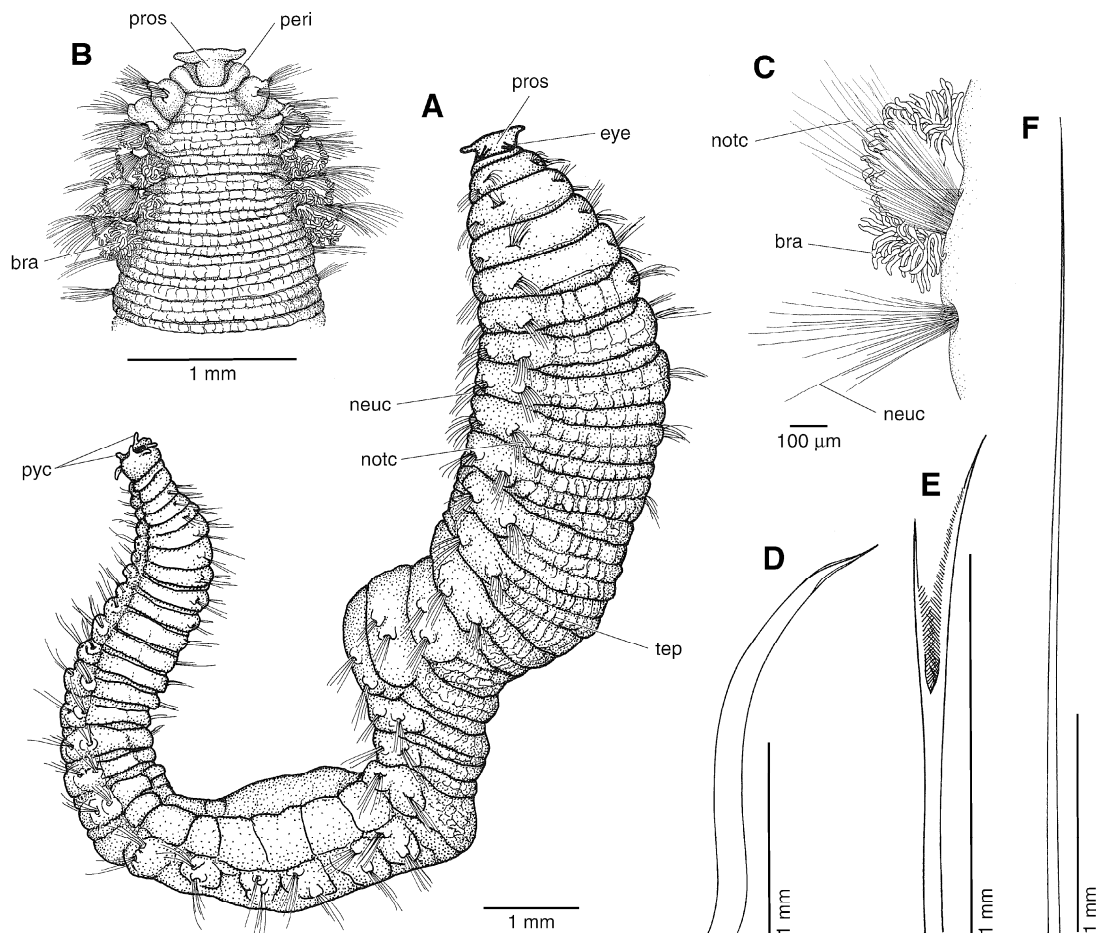 pros
peri
B
bra
1 mm
A
pros
eye
neuc
notc
tep
pyc
1 mm
C
notc
bra
neuc
100 µm
D
1 mm
E
1 mm
F
1 mm